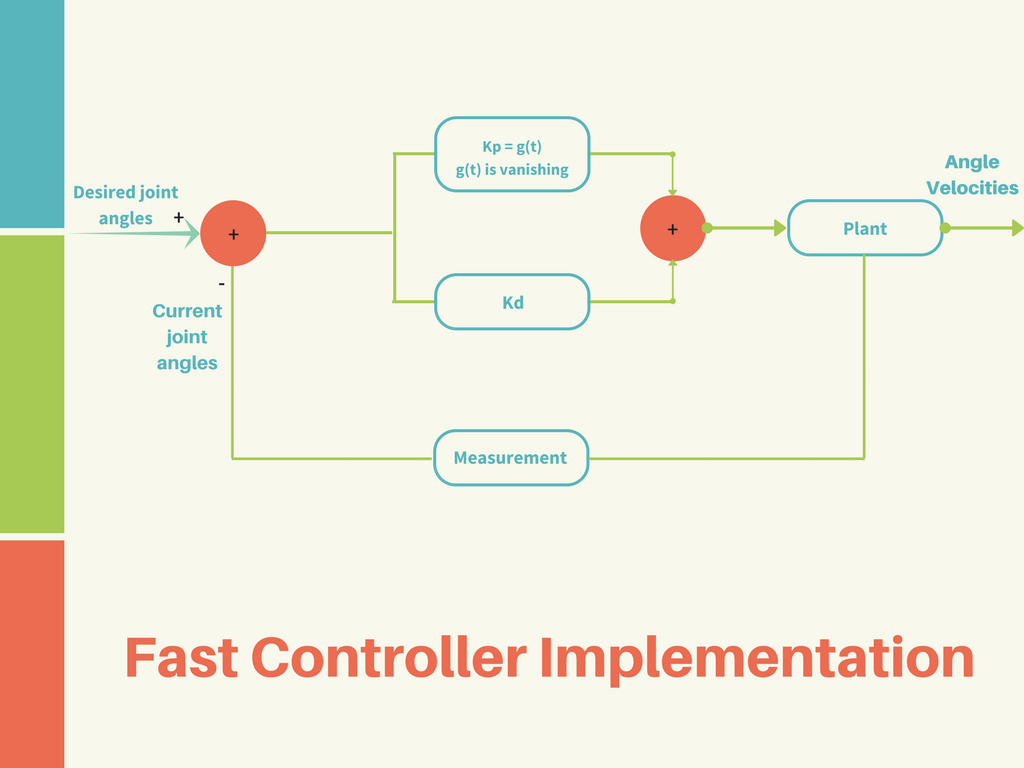 Kp = g(t)
g(t) is vanishing
Angle
Velocities
Desired joint
angles
+
+
+
Plant
-
Current
joint
angles
Kd
Measurement
Fast Controller Implementation